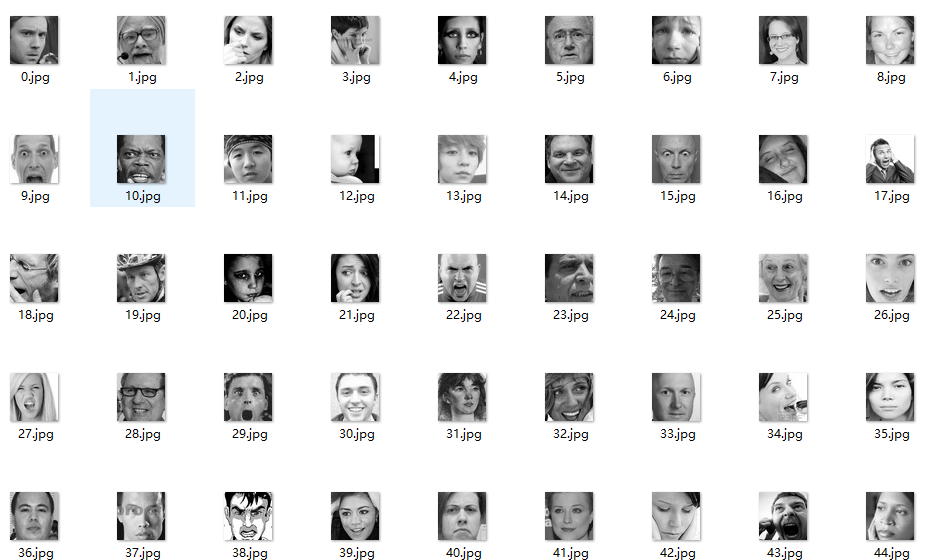 0.jpg 1.jpg 2.jpg 3.jpg 4.jpg 5.jpg 6.jpg 7.jpg 8.jpg
9.jpg 10.jpg 11.jpg 12.jpg 13.jpg 14.jpg 15.jpg 16.jpg 17.jpg
18.jpg 19.jpg 20.jpg 21.jpg 22.jpg 23.jpg 24.jpg 25.jpg 26.jpg
27.jpg 28.jpg 29.jpg 30.jpg 31.jpg 32.jpg 33.jpg 34.jpg 35.jpg
36.jpg 37.jpg 38.jpg 39.jpg 40.jpg 41.jpg 42.jpg 43.jpg 44.jpg